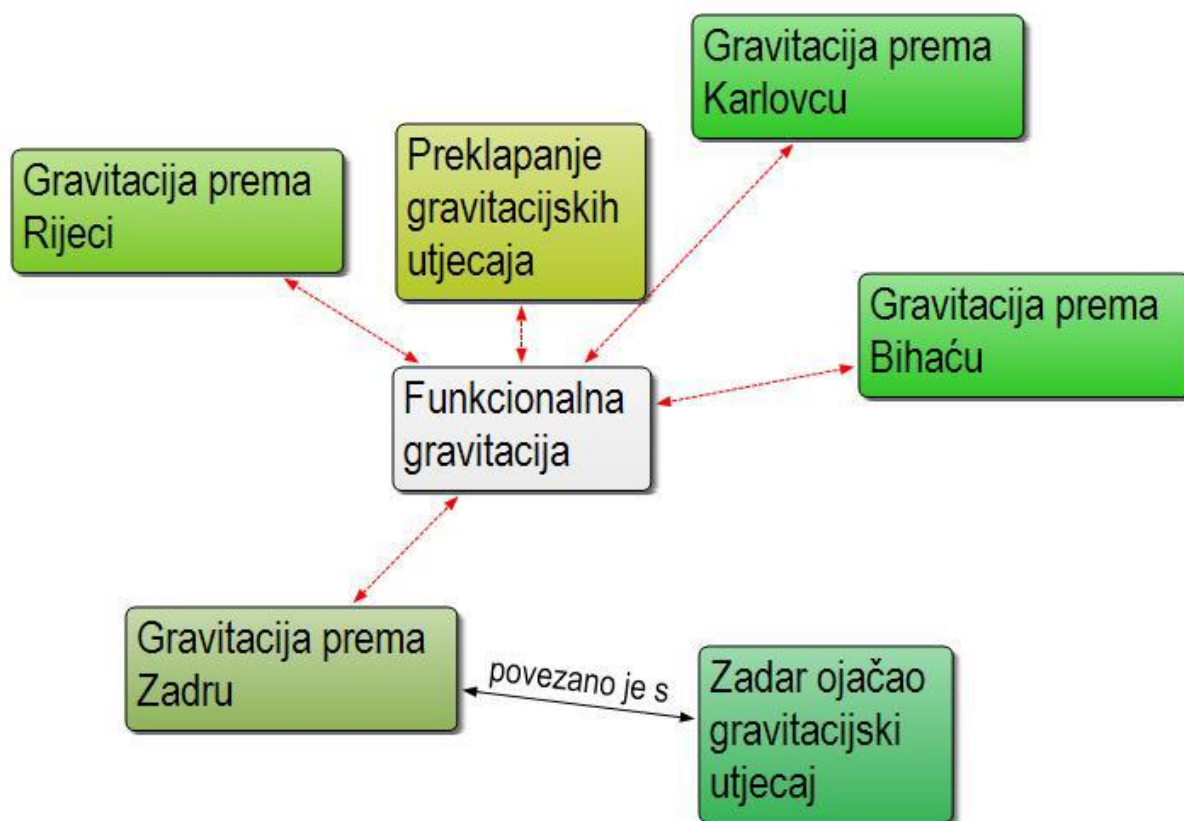 Gravitacija prema
Karlovcu
Preklapanje
gravitacijskih
utjecaja
Gravitacija prema
Rijeci
Gravitacija prema
Bihaću
Funkcionalna
gravitacija
Gravitacija prema
Zadru
povezano je s
Zadar ojačao
gravitacijski
utjecaj